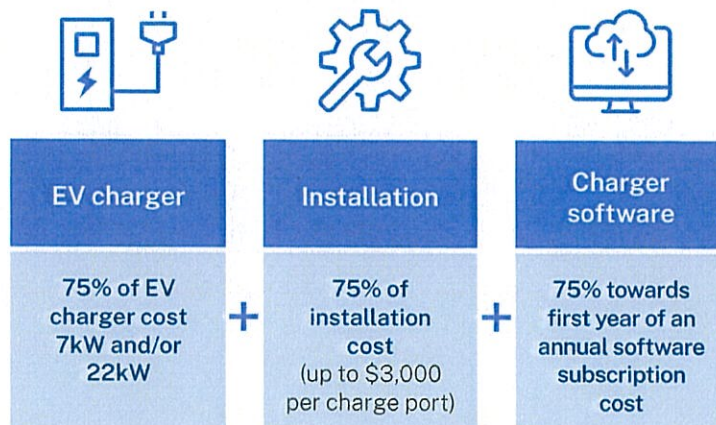 EV charger
Installation
Charger
software
75% of EV
charger cost
7kW and/or
22kW
+
75% of
installation
cost
(up to $3,000
per charge port)
+
75% towards
first year of an
annual software
subscription
cost